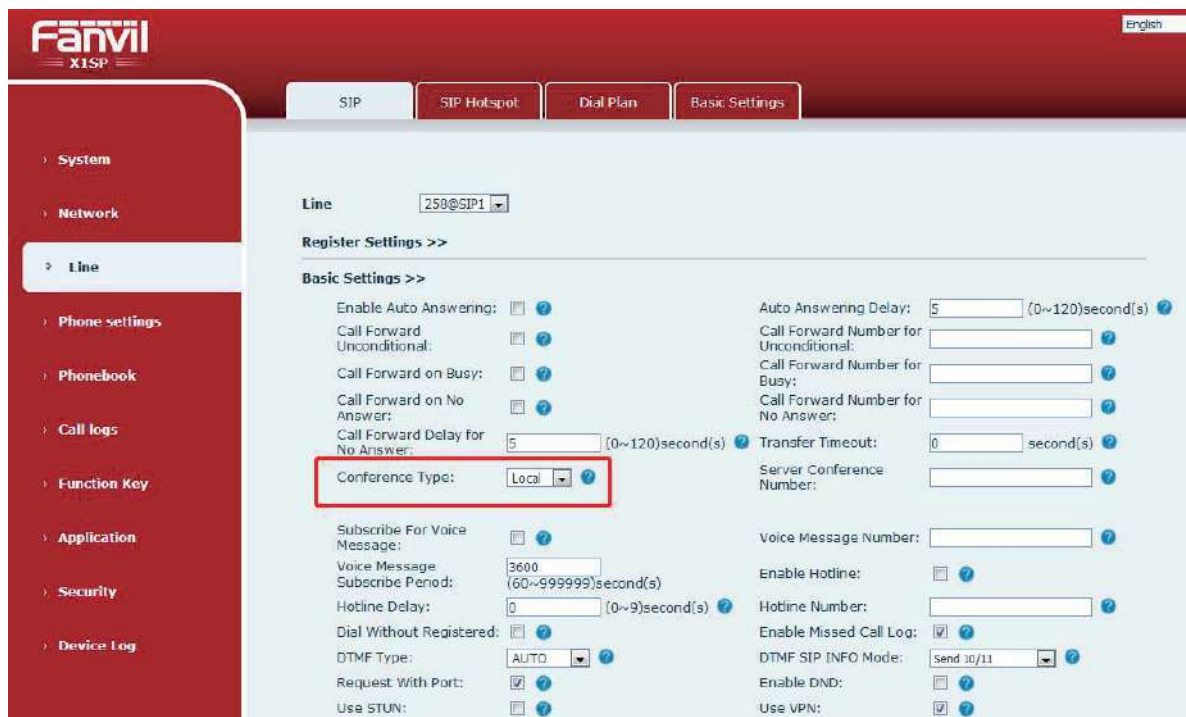 Fanvil
X1SP
English
SIP
SIP Hotspot
Dial Plan
Basic Settings
System
Network
Line
Phone settings
Phonebook
Call logs
Function Key
Application
Security
Device Log
Line 258@SIP1
Register Settings >>
Basic Settings >>
Enable Auto Answering:
Auto Answering Delay: 5 (0~120)second(s)
Call Forward
Unconditional:
Call Forward Number for
Unconditional:
Call Forward on Busy:
Call Forward Number for
Busy:
Call Forward on No
Answer:
Call Forward Number for
No Answer:
Call Forward Delay for
No Answer: 5 (0~120)second(s)
Transfer Timeout: 0 second(s)
Conference Type: Local
Server Conference
Number:
Subscribe For Voice
Message:
Voice Message Number:
Voice Message
Subscribe Period: 3600
(60~999999)second(s)
Enable Hotline:
Hotline Delay: 0 (0~9)second(s)
Hotline Number:
Dial Without Registered:
Enable Missed Call Log:
DTMF Type: AUTO
DTMF SIP INFO Mode: Send 10/11
Request With Port:
Enable DND:
Use STUN:
Use VPN: